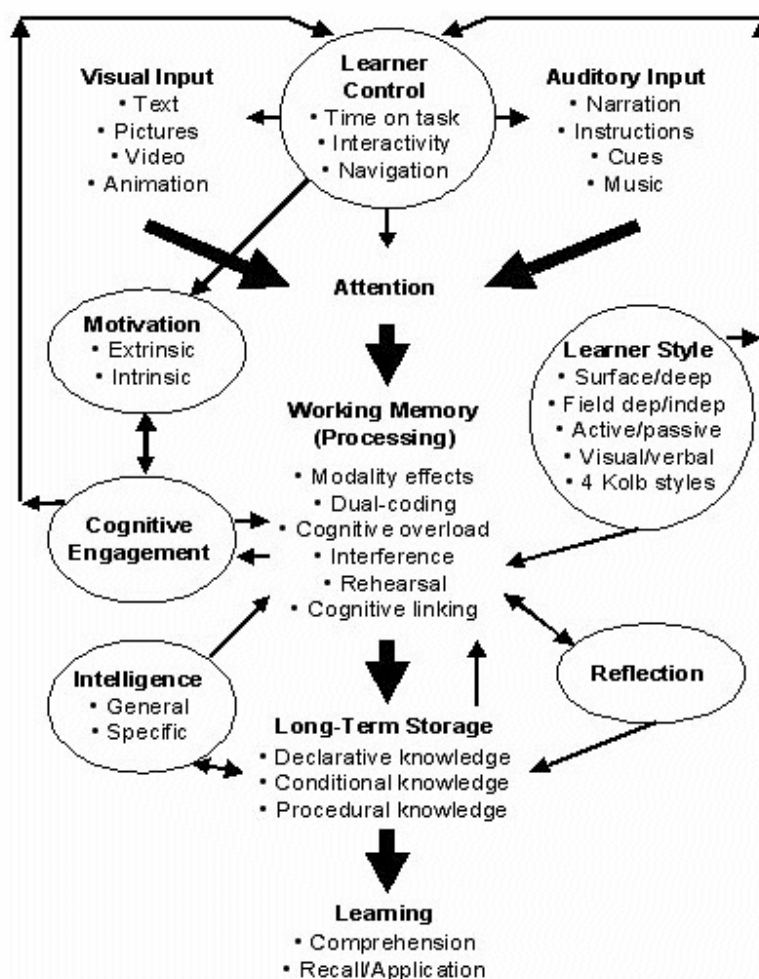 Visual Input
• Text
• Pictures
• Video
• Animation
Learner
Control
• Time on task
• Interactivity
• Navigation
Auditory Input
• Narration
• Instructions
• Cues
• Music
Attention
Motivation
• Extrinsic
• Intrinsic
Learner Style
• Surface/deep
• Field dep/indep
• Active/passive
• Visual/verbal
• 4 Kolb styles
Working Memory
(Processing)
• Modality effects
• Dual-coding
• Cognitive overload
• Interference
• Rehearsal
• Cognitive linking
Cognitive
Engagement
Intelligence
• General
• Specific
Reflection
Long-Term Storage
• Declarative knowledge
• Conditional knowledge
• Procedural knowledge
Learning
• Comprehension
• Recall/Application